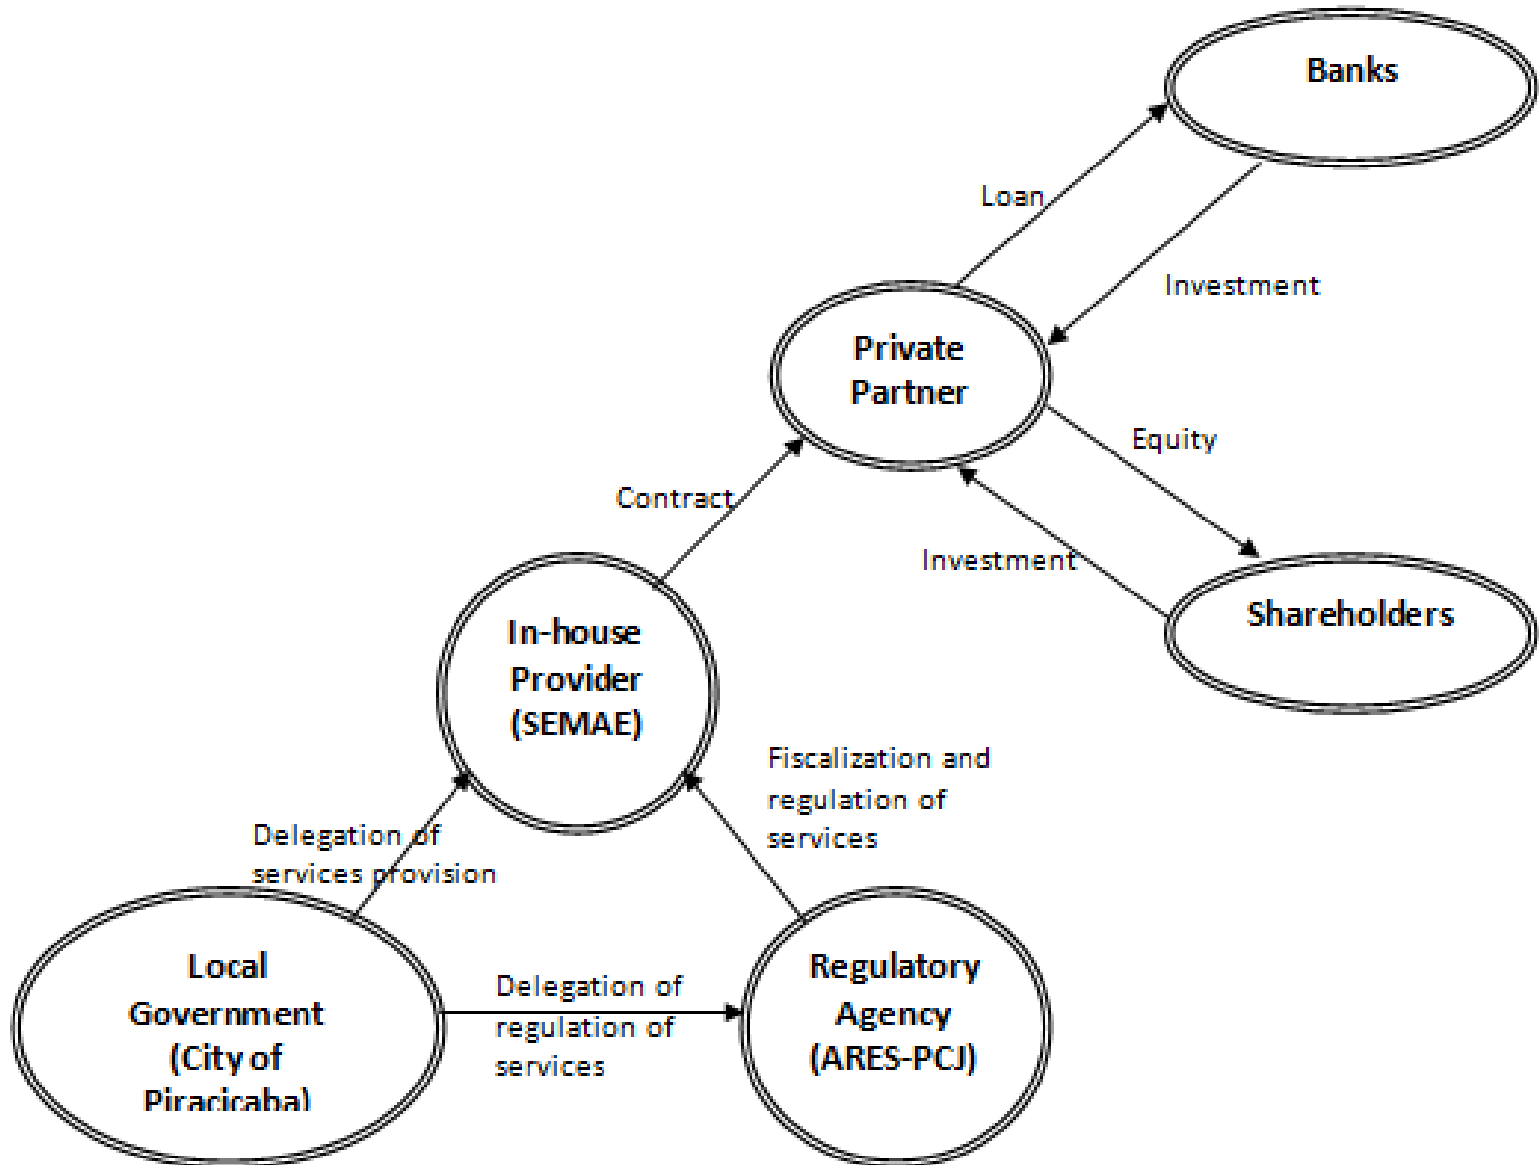 Banks
Loan
Investment
Private
Partner
Equity
Contract
Investment
Shareholders
In-house
Provider
(SEMAE)
Fiscalization and
regulation of
services
Delegation of
services provision
Local
Government
(City of
Piracicaba)
Delegation of
regulation of
services
Regulatory
Agency
(ARES-PCJ)